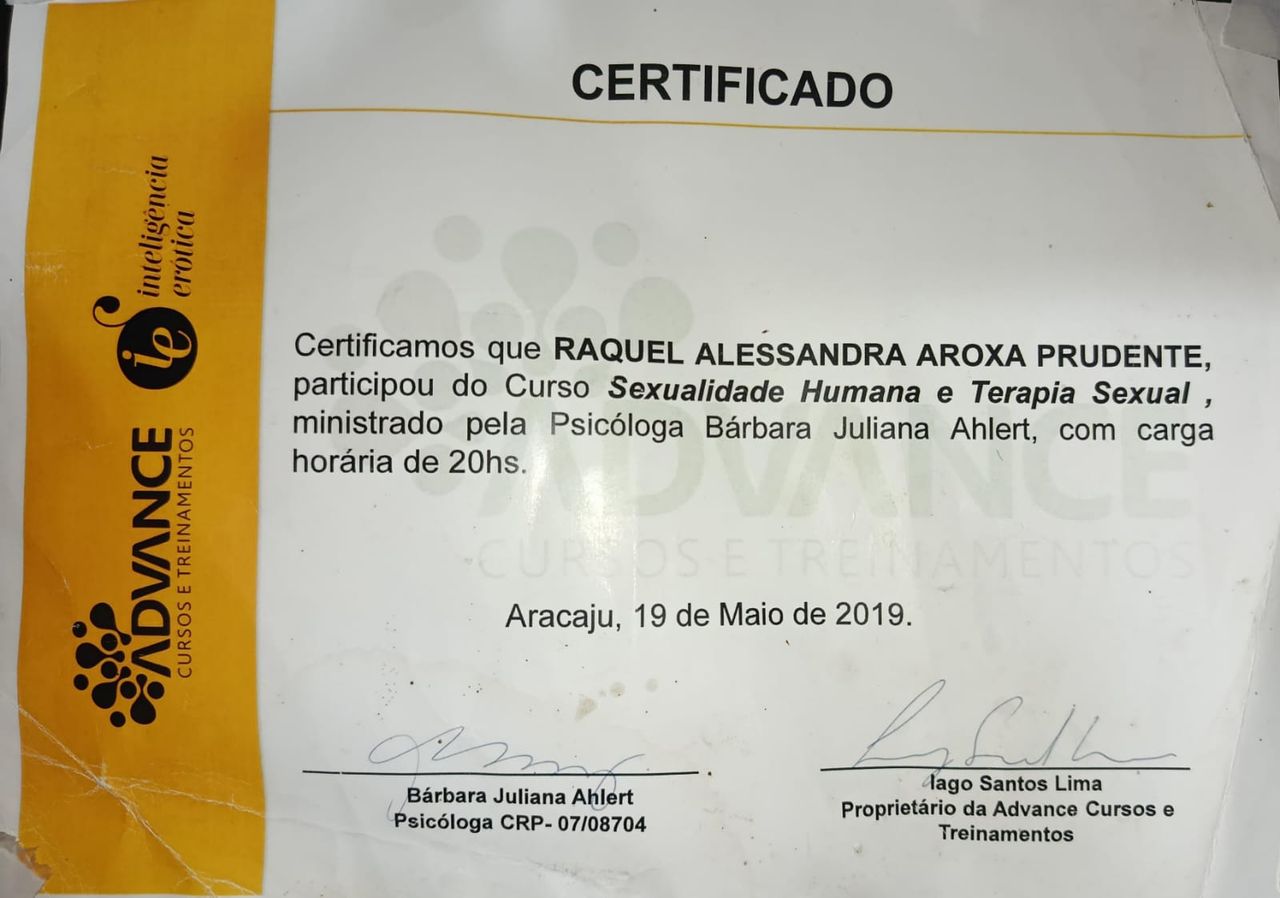 CERTIFICADO
inteligência
erótica
ie
ADVANCE
CURSOS E TREINAMENTOS
Certificamos que RAQUEL ALESSANDRA AROXA PRUDENTE,
participou do Curso Sexualidade Humana e Terapia Sexual ,
ministrado pela Psicóloga Bárbara Juliana Ahlert, com carga
horária de 20hs.
ADVANCE
CURSOS E TREINAMENTOS
Aracaju, 19 de Maio de 2019.
Bárbara Juliana Ahlert
Psicóloga CRP- 07/08704
Iago Santos Lima
Proprietário da Advance Cursos e
Treinamentos